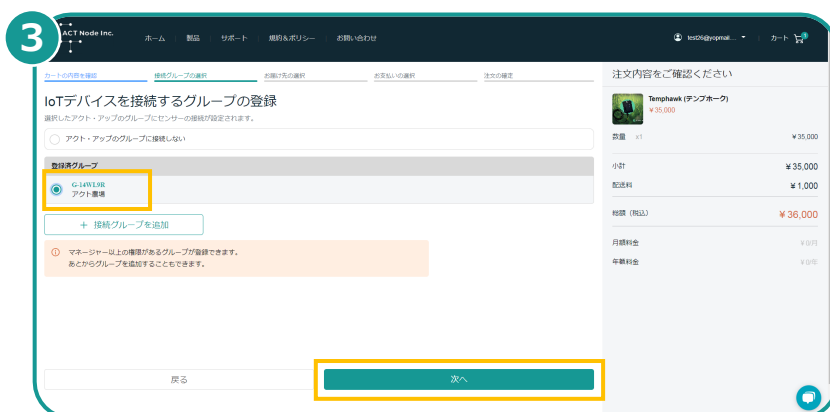 3
ACT Node Inc.
ホーム 製品 サポート 規約&ポリシー お問い合わせ
test26@yopmail.... カート
カートの内容を確認 接続グループの選択 お届け先の選択 お支払いの選択 注文の確定
IoTデバイスを接続するグループの登録
選択したアクト・アップのグループにセンサーの接続が設定されます。
アクト・アップのグループに接続しない
登録済グループ
G-14WL9R
アクト農場
+ 接続グループを追加
マネージャー以上の権限があるグループが登録できます。
あとからグループを追加することもできます。
戻る 次へ
注文内容をご確認ください
Temphawk (テンプホーク)
¥35,000
数量 x1 ¥35,000
小計 ¥35,000
配送料 ¥1,000
総額（税込） ¥36,000
月額料金 ¥0/月
年額料金 ¥0/年